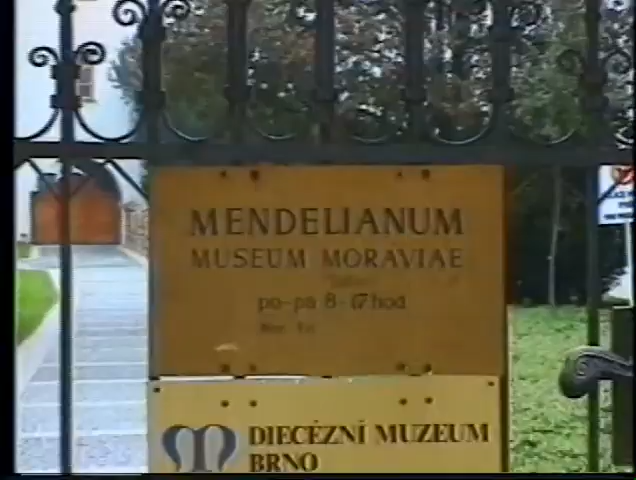 MENDELIANUM
MUSEUM MORAVIAE
po-pá 8-17 hod
DIECÉZNÍ MUZEUM
BRNO